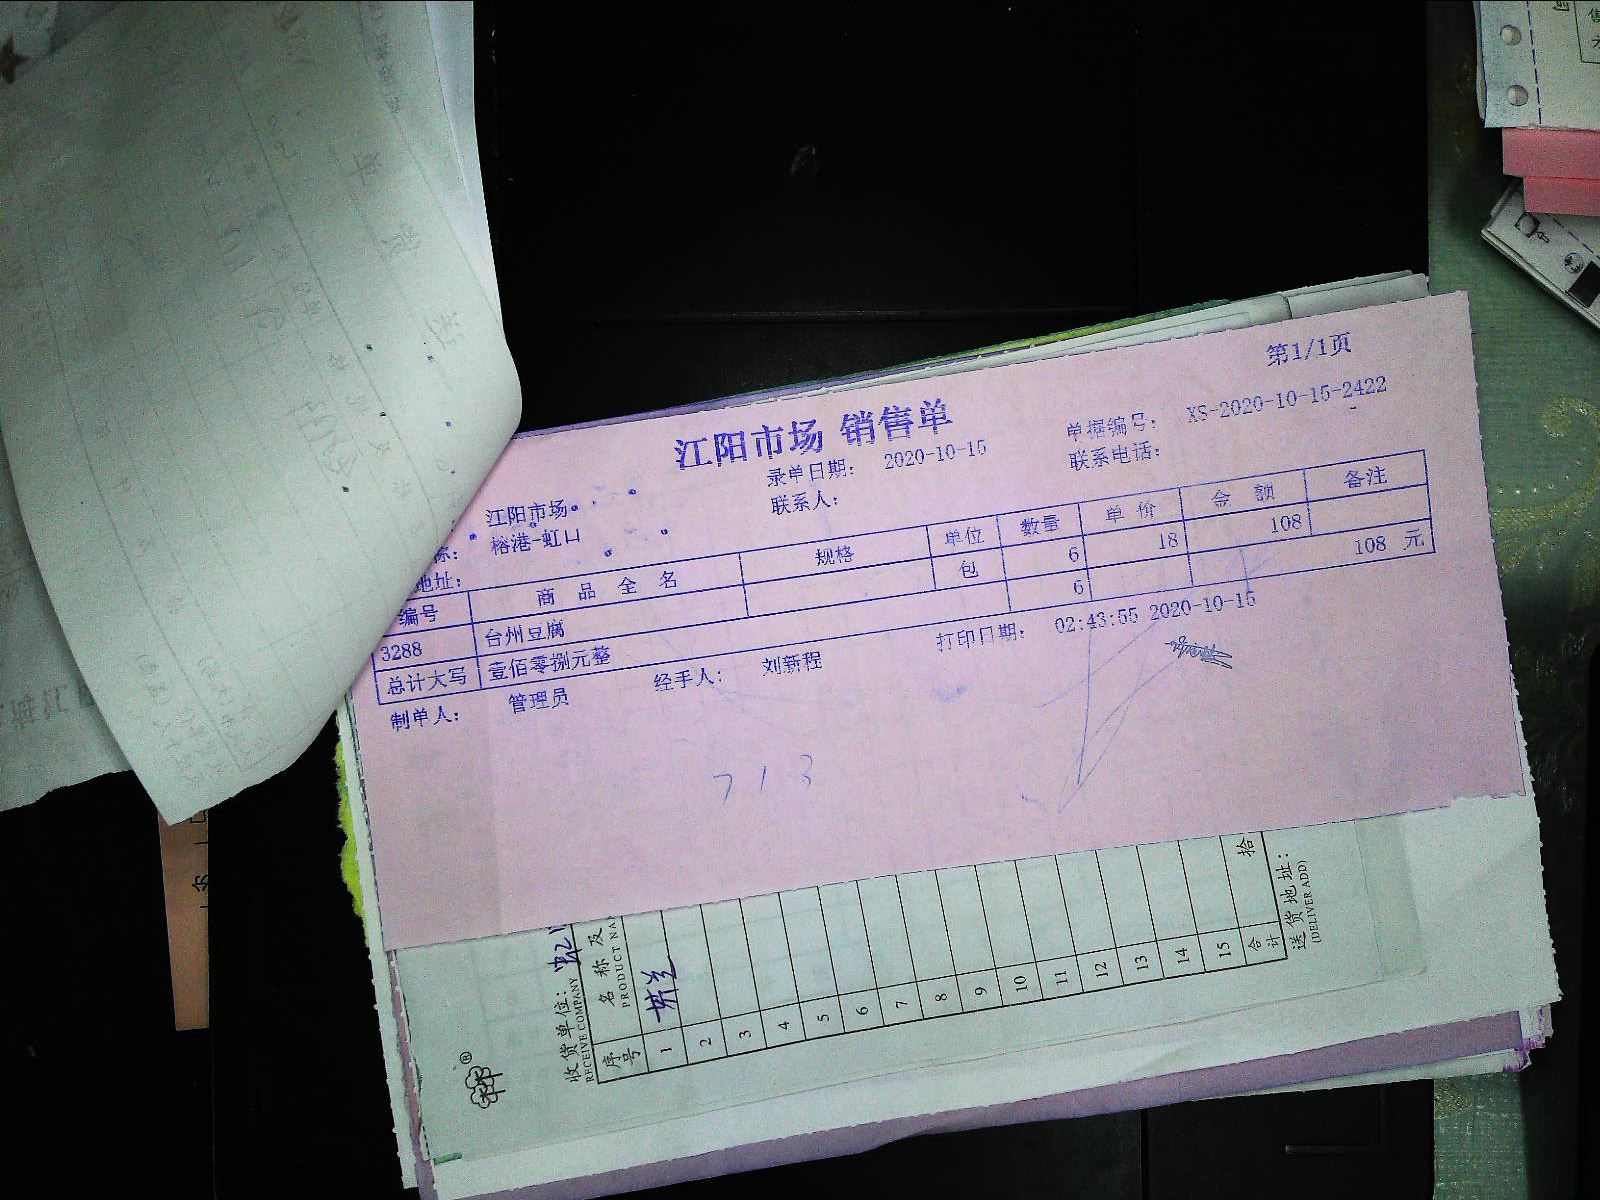 第1/1页
江阳市场 销售单
录单日期： 2020-10-15 单据编号： XS-2020-10-15-2422
江阳市场 联系人： 联系电话：
称： 榕港-虹口
地址：
编号 商品全名 规格 单位 数量 单价 金额 备注
3288 台州豆腐 包 6 18 108
总计大写 壹佰零捌元整 6 108 元
制单人： 管理员 经手人： 刘新程 打印日期： 02:43:55 2020-10-15
713
收货单位： 虹
RECEIVE COMPANY
序号 名称及
PRODUCT NA
1
2
3
4
5
6
7
8
9
10
11
12
13
14
15
合计 拾
送货地址：
(DELIVER ADD)